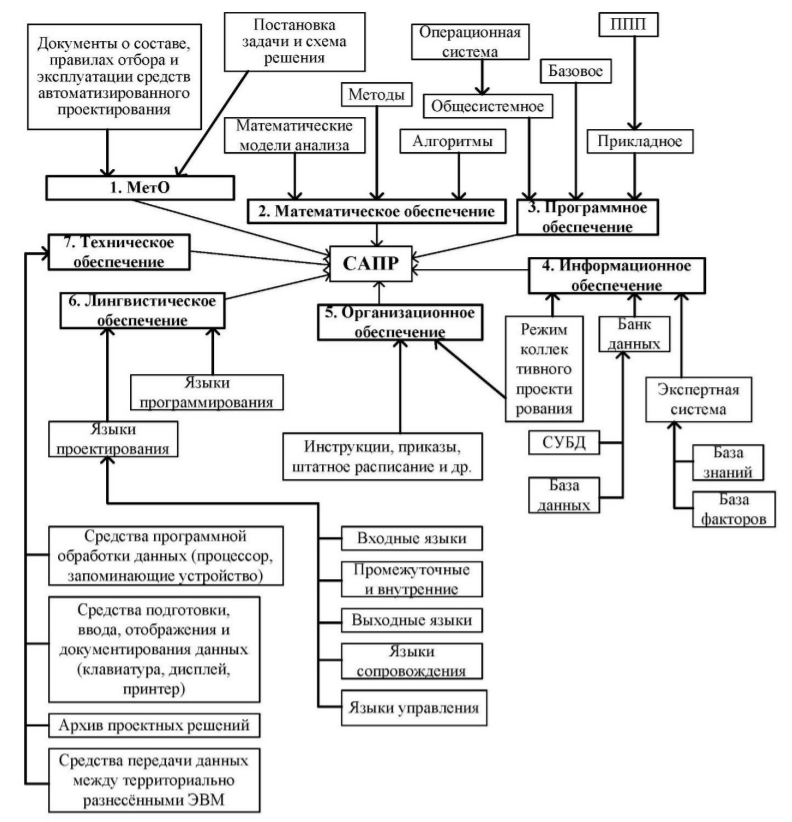 Документы о составе,
правилах отбора и
эксплуатации средств
автоматизированного
проектирования
Постановка
задачи и схема
решения
Операционная
система
ППП
Базовое
Методы
Общесистемное
Математические
модели анализа
Алгоритмы
Прикладное
1. МетО
2. Математическое обеспечение
3. Программное
обеспечение
7. Техническое
обеспечение
САПР
4. Информационное
обеспечение
6. Лингвистическое
обеспечение
5. Организационное
обеспечение
Режим
коллек
тивного
проекти
рования
Банк
данных
Языки
программирования
Экспертная
система
Языки
проектирования
Инструкции, приказы,
штатное расписание и др.
СУБД
База
знаний
База
данных
База
факторов
Средства программной
обработки данных (процессор,
запоминающие устройство)
Входные языки
Промежуточные
и внутренние
Средства подготовки,
ввода, отображения и
документирования данных
(клавиатура, дисплей,
принтер)
Выходные языки
Языки
сопровождения
Языки управления
Архив проектных решений
Средства передачи данных
между территориально
разнесёнными ЭВМ